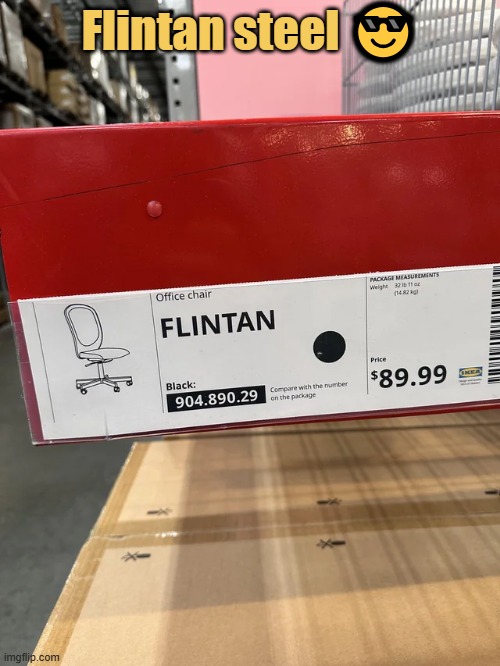 Flintan steel 😎
Office chair
FLINTAN
Black:
904.890.29
Compare with the number
on the package
PACKAGE MEASUREMENTS
Weight 32 lb 11 oz
(14.82 kg)
Price
$89.99
IKEA
imgflip.com